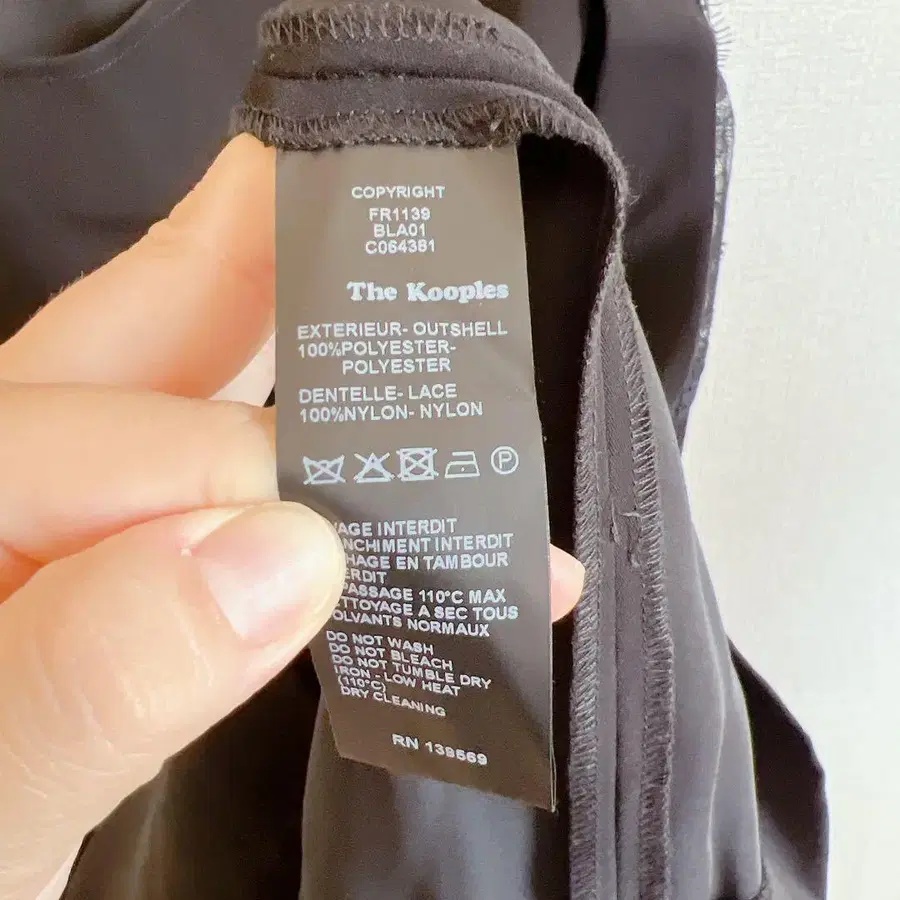 COPYRIGHT
FR1139
BLA01
C064381
The Kooples
EXTERIEUR- OUTSHELL
100%POLYESTER-
POLYESTER
DENTELLE- LACE
100%NYLON- NYLON
P
INTERDIT
INTERDIT
EN TAMBOUR
110°C MAX
A SEC TOUS
NORMAUX
DO NOT WASH
DO NOT BLEACH
DO NOT TUMBLE DRY
IRON - LOW HEAT
(110°C)
DRY CLEANING
RN 139569